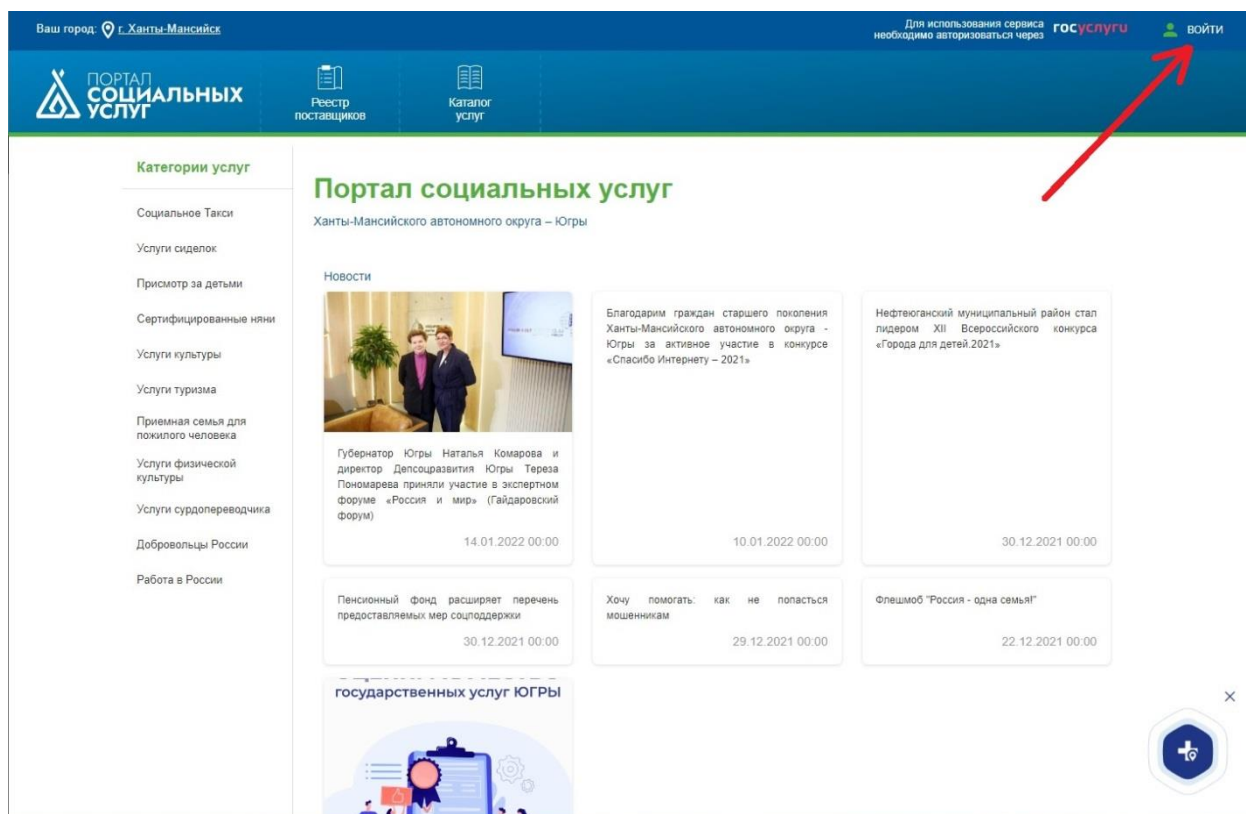 Ваш город: г. Ханты-Мансийск
Для использования сервиса
необходимо авторизоваться через
госуслуги
ВОЙТИ
ПОРТАЛ
СОЦИАЛЬНЫХ
УСЛУГ
Реестр
поставщиков
Каталог
услуг
Категории услуг
Социальное Такси
Услуги сиделок
Присмотр за детьми
Сертифицированные няни
Услуги культуры
Услуги туризма
Приемная семья для
пожилого человека
Услуги физической
культуры
Услуги сурдопереводчика
Добровольцы России
Работа в России
Портал социальных услуг
Ханты-Мансийского автономного округа – Югры
Новости
Губернатор Югры Наталья Комарова и
директор Депсоцразвития Югры Тереза
Пономарева приняли участие в экспертном
форуме «Россия и мир» (Гайдаровский
форум)
14.01.2022 00:00
Благодарим граждан старшего поколения
Ханты-Мансийского автономного округа -
Югры за активное участие в конкурсе
«Спасибо Интернету – 2021»
10.01.2022 00:00
Нефтеюганский муниципальный район стал
лидером XII Всероссийского конкурса
«Города для детей.2021»
30.12.2021 00:00
Пенсионный фонд расширяет перечень
предоставляемых мер соцподдержки
30.12.2021 00:00
Хочу помогать: как не попасться
мошенникам
29.12.2021 00:00
Флешмоб "Россия - одна семья!"
22.12.2021 00:00
государственных услуг ЮГРЫ